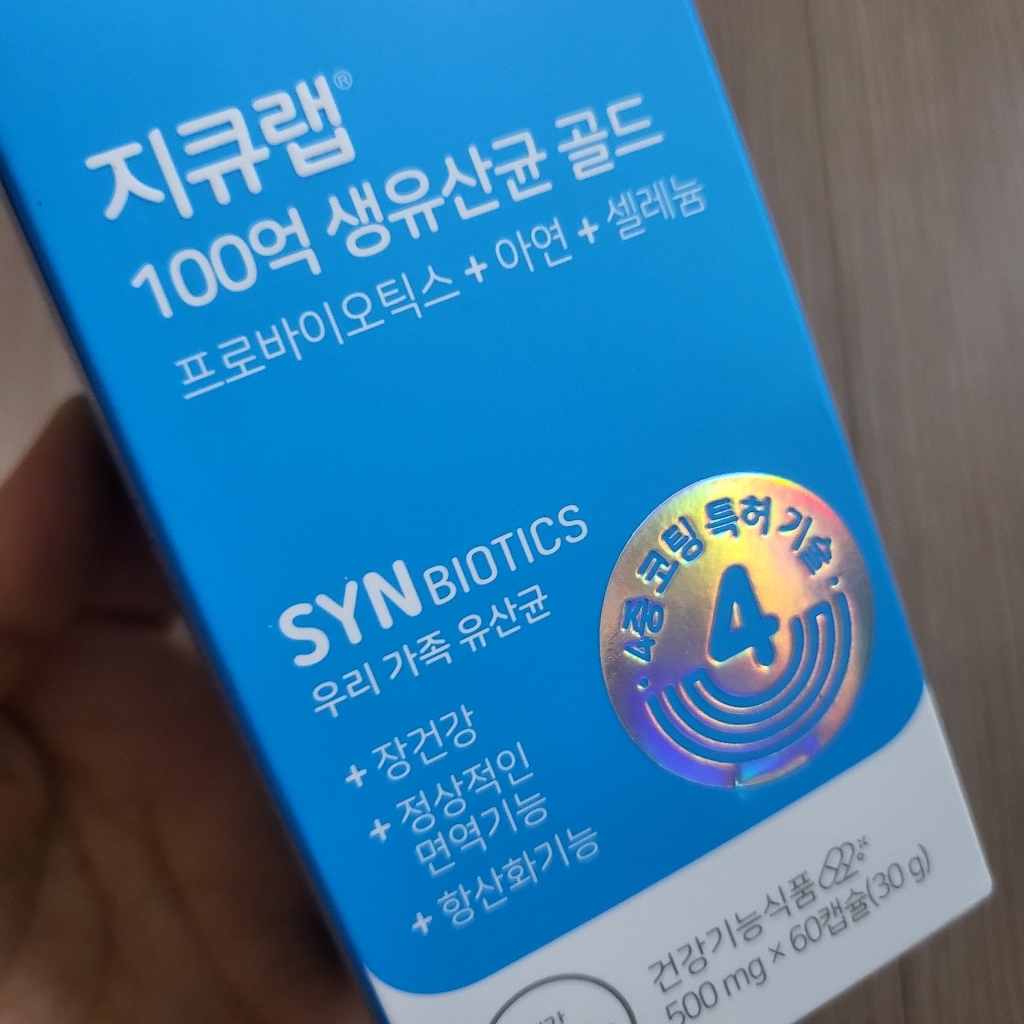 지큐랩®
100억 생유산균 골드
프로바이오틱스 + 아연 + 셀레늄
4중 코팅 특허 기술
4
SYNBIOTICS
우리 가족 유산균
+ 장건강
+ 정상적인
면역기능
+ 항산화기능
건강기능식품
500 mg × 60캡슐(30 g)